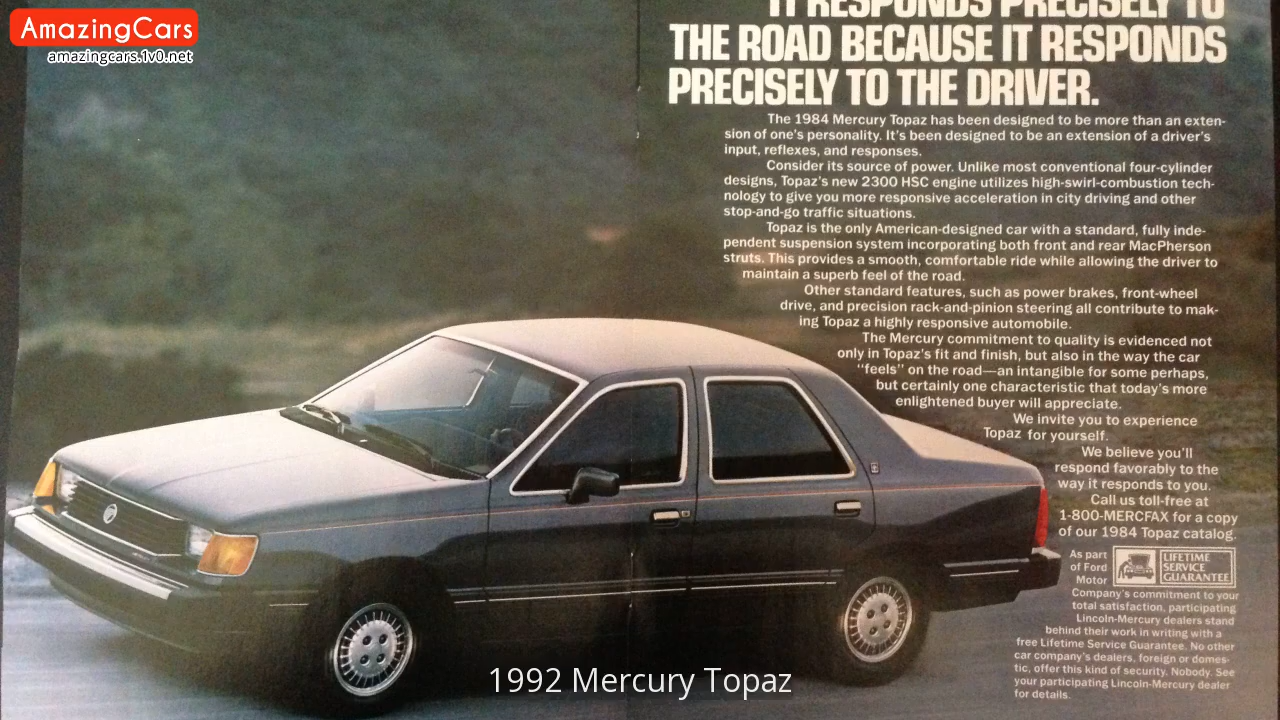 AmazingCars
amazingcars.1v0.net
IT RESPONDS PRECISELY TO
THE ROAD BECAUSE IT RESPONDS
PRECISELY TO THE DRIVER.
The 1984 Mercury Topaz has been designed to be more than an exten-
sion of one's personality. It's been designed to be an extension of a driver's
input, reflexes, and responses.
Consider its source of power. Unlike most conventional four-cylinder
designs, Topaz's new 2300 HSC engine utilizes high-swirl-combustion tech-
nology to give you more responsive acceleration in city driving and other
stop-and-go traffic situations.
Topaz is the only American-designed car with a standard, fully inde-
pendent suspension system incorporating both front and rear MacPherson
struts. This provides a smooth, comfortable ride while allowing the driver to
maintain a superb feel of the road.
Other standard features, such as power brakes, front-wheel
drive, and precision rack-and-pinion steering all contribute to mak-
ing Topaz a highly responsive automobile.
The Mercury commitment to quality is evidenced not
only in Topaz's fit and finish, but also in the way the car
"feels" on the road—an intangible for some perhaps,
but certainly one characteristic that today's more
enlightened buyer will appreciate.
We invite you to experience
Topaz for yourself.
We believe you'll
respond favorably to the
way it responds to you.
Call us toll-free at
1-800-MERCFAX for a copy
of our 1984 Topaz catalog.
As part
of Ford
Motor
LIFETIME
SERVICE
GUARANTEE
Company's commitment to your
total satisfaction, participating
Lincoln-Mercury dealers stand
behind their work in writing with a
free Lifetime Service Guarantee. No other
car company's dealers, foreign or domes-
tic, offer this kind of security. Nobody. See
your participating Lincoln-Mercury dealer
for details.
1992 Mercury Topaz